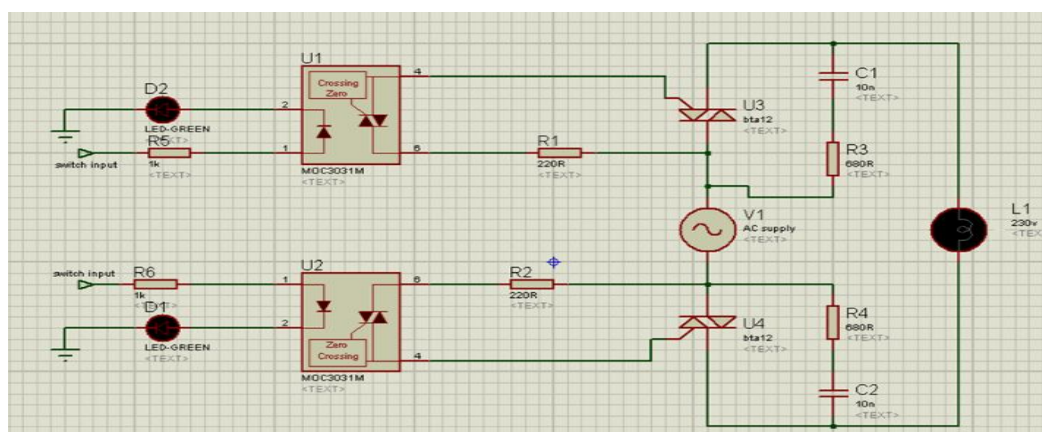 U1
4
Crossing
Zero
D2
2
LED-GREEN
<TEXT>
R5
1
switch input
1k
<TEXT>
6
MOC3031M
<TEXT>
R1
220R
<TEXT>
C1
10n
<TEXT>
U3
bta12
<TEXT>
R3
680R
<TEXT>
V1
AC supply
<TEXT>
L1
230v
<TEX
U2
switch input
R6
1
1k
<TEXT>
6
R2
220R
<TEXT>
D1
2
LED-GREEN
<TEXT>
Zero
Crossing
4
MOC3031M
<TEXT>
U4
bta12
<TEXT>
R4
680R
<TEXT>
C2
10n
<TEXT>